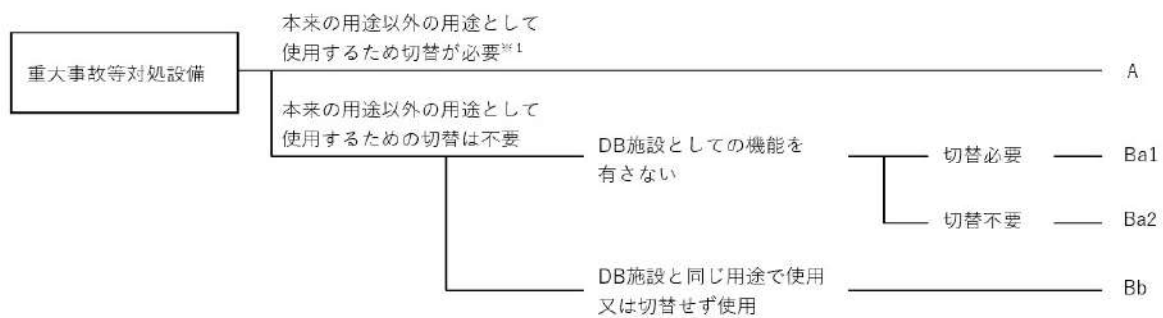 本来の用途以外の用途として
使用するため切替が必要※1
重大事故等対処設備
A
本来の用途以外の用途として
使用するための切替は不要
DB施設としての機能を
有さない
切替必要
Ba1
切替不要
Ba2
DB施設と同じ用途で使用
又は切替せず使用
Bb